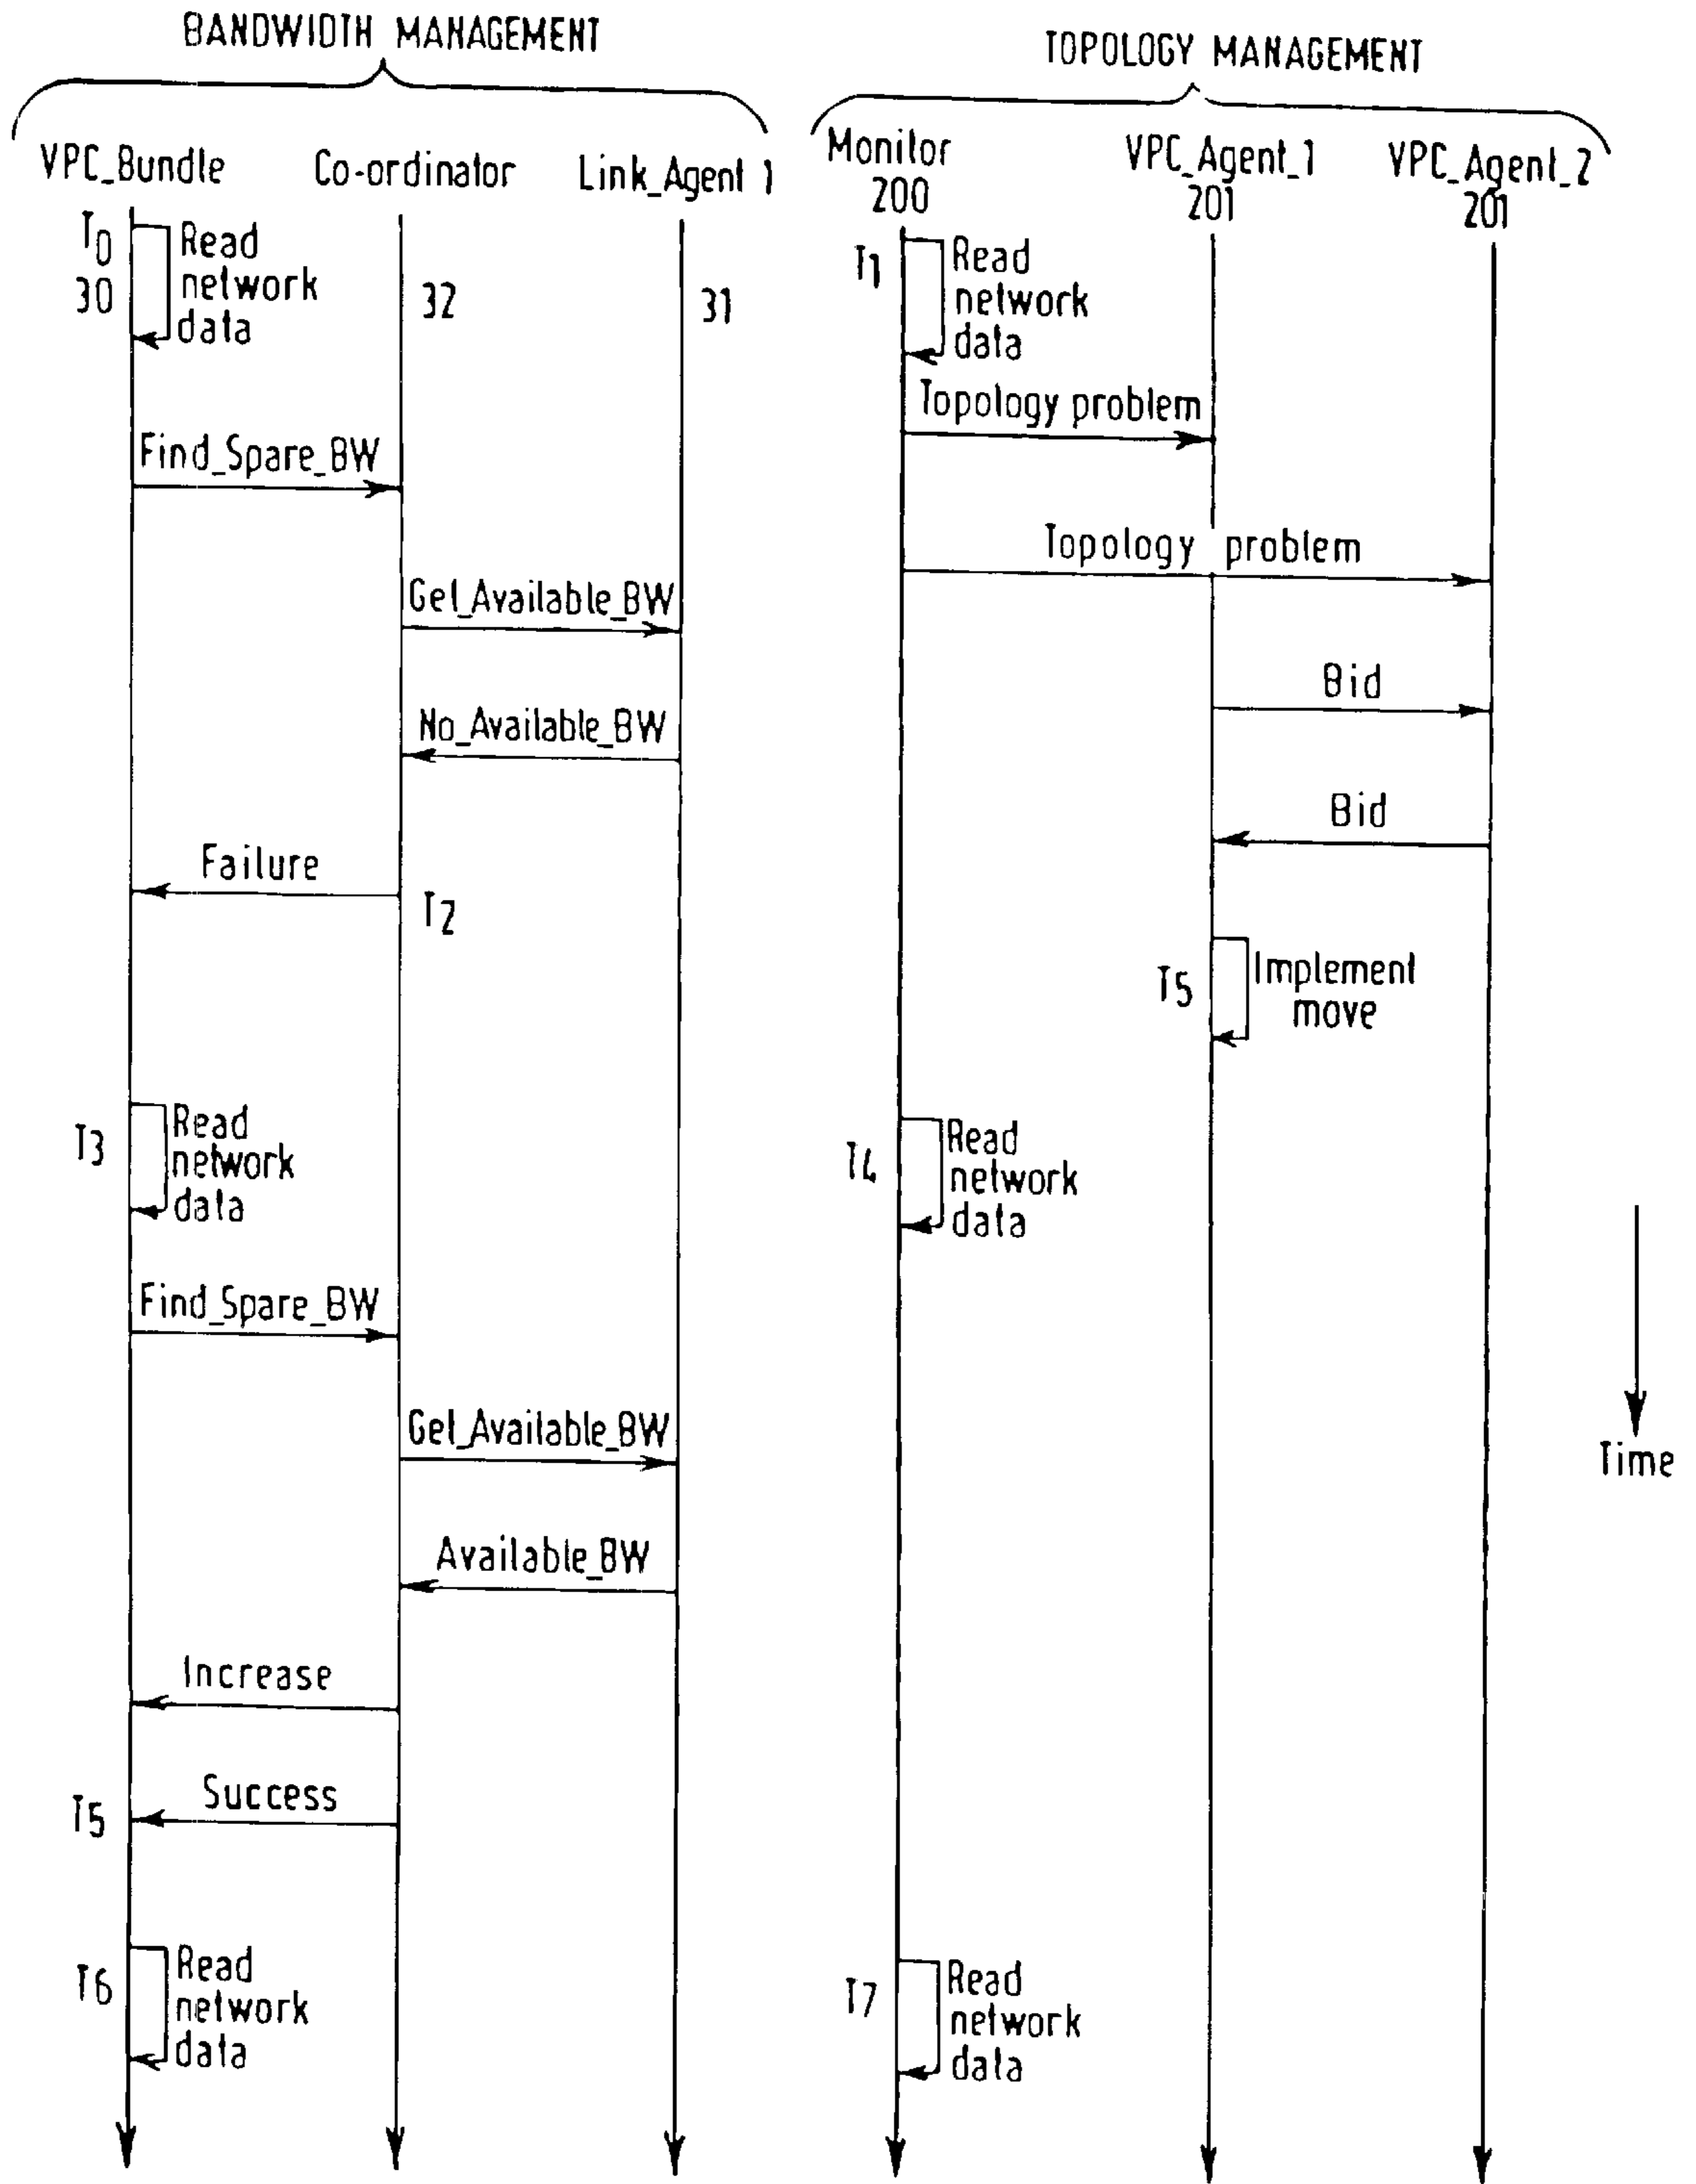 BANDWIDTH MANAGEMENT
TOPOLOGY MANAGEMENT
VPC_Bundle
Co-ordinator
Link_Agent 1
Monitor
200
VPC_Agent_1
201
VPC_Agent_2
201
T0
30
Read
network
data
32
31
T1
Read
network
data
Topology problem
Find_Spare_BW
Topology problem
Get_Available_BW
Bid
No_Available_BW
Bid
Failure
T2
T5
Implement
move
T3
Read
network
data
T4
Read
network
data
Find_Spare_BW
Get_Available_BW
Time
Available_BW
Increase
Success
T5
T6
Read
network
data
T7
Read
network
data